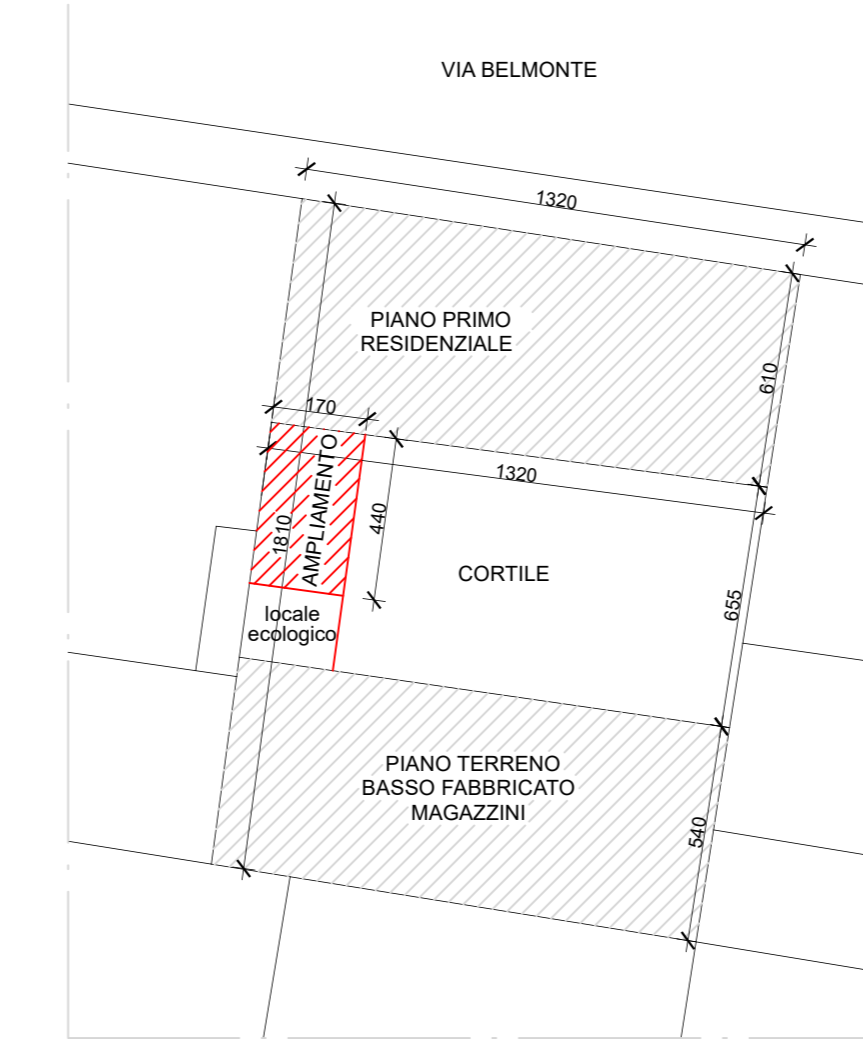 VIA BELMONTE
1320
PIANO PRIMO
RESIDENZIALE
610
170
1320
AMPLIAMENTO
1810
440
CORTILE
655
locale
ecologico
PIANO TERRENO
BASSO FABBRICATO
MAGAZZINI
540